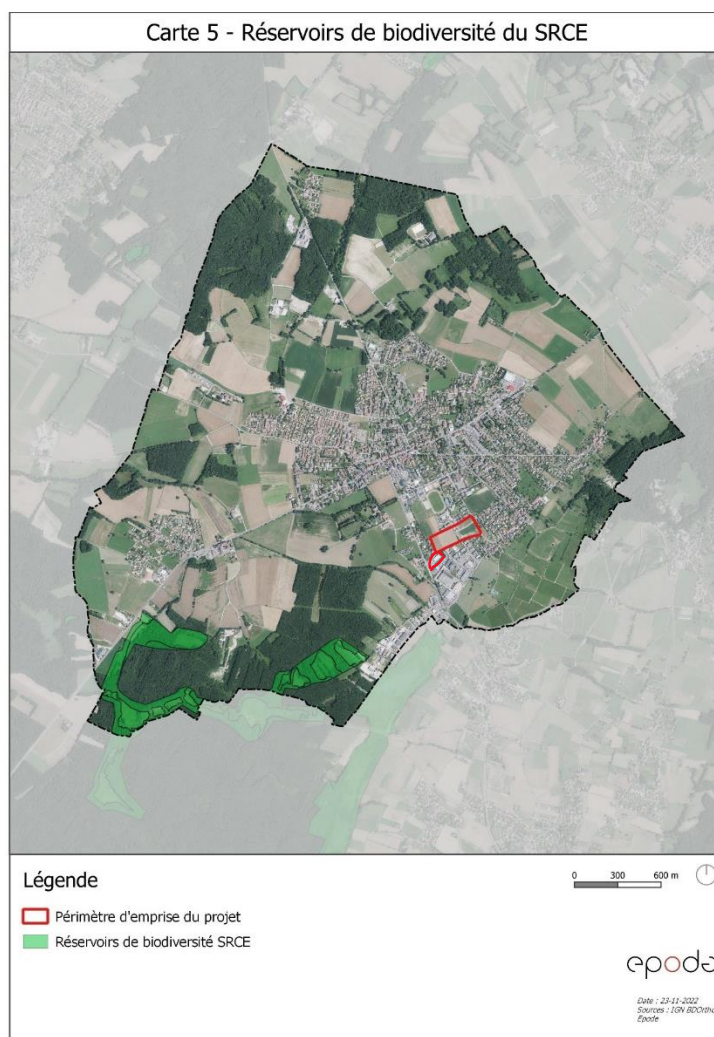 Carte 5 - Réservoirs de biodiversité du SRCE
Légende
0 300 600 m
Périmètre d'emprise du projet
Réservoirs de biodiversité SRCE
epode
Date : 23-11-2022
Sources : IGN BDOrtho
Epode